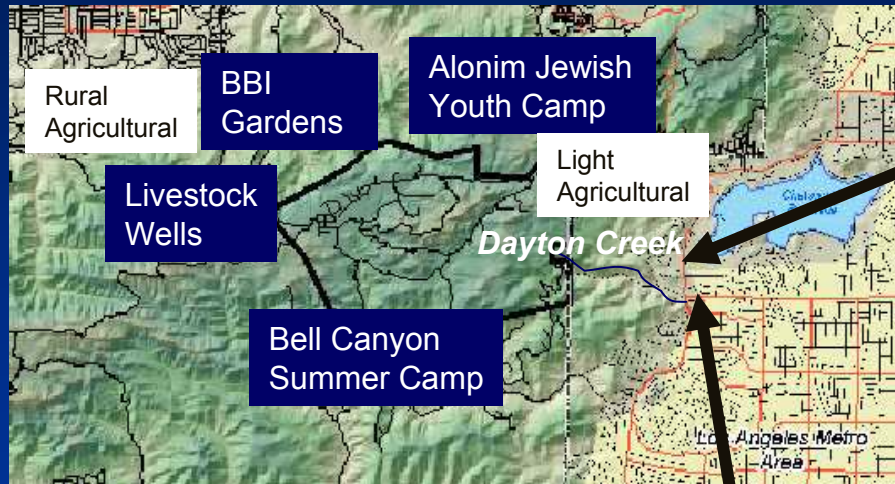 Rural
Agricultural
BBI
Gardens
Alonim Jewish
Youth Camp
Livestock
Wells
Light
Agricultural
Dayton Creek
Bell Canyon
Summer Camp
Los Angeles Metro
Area